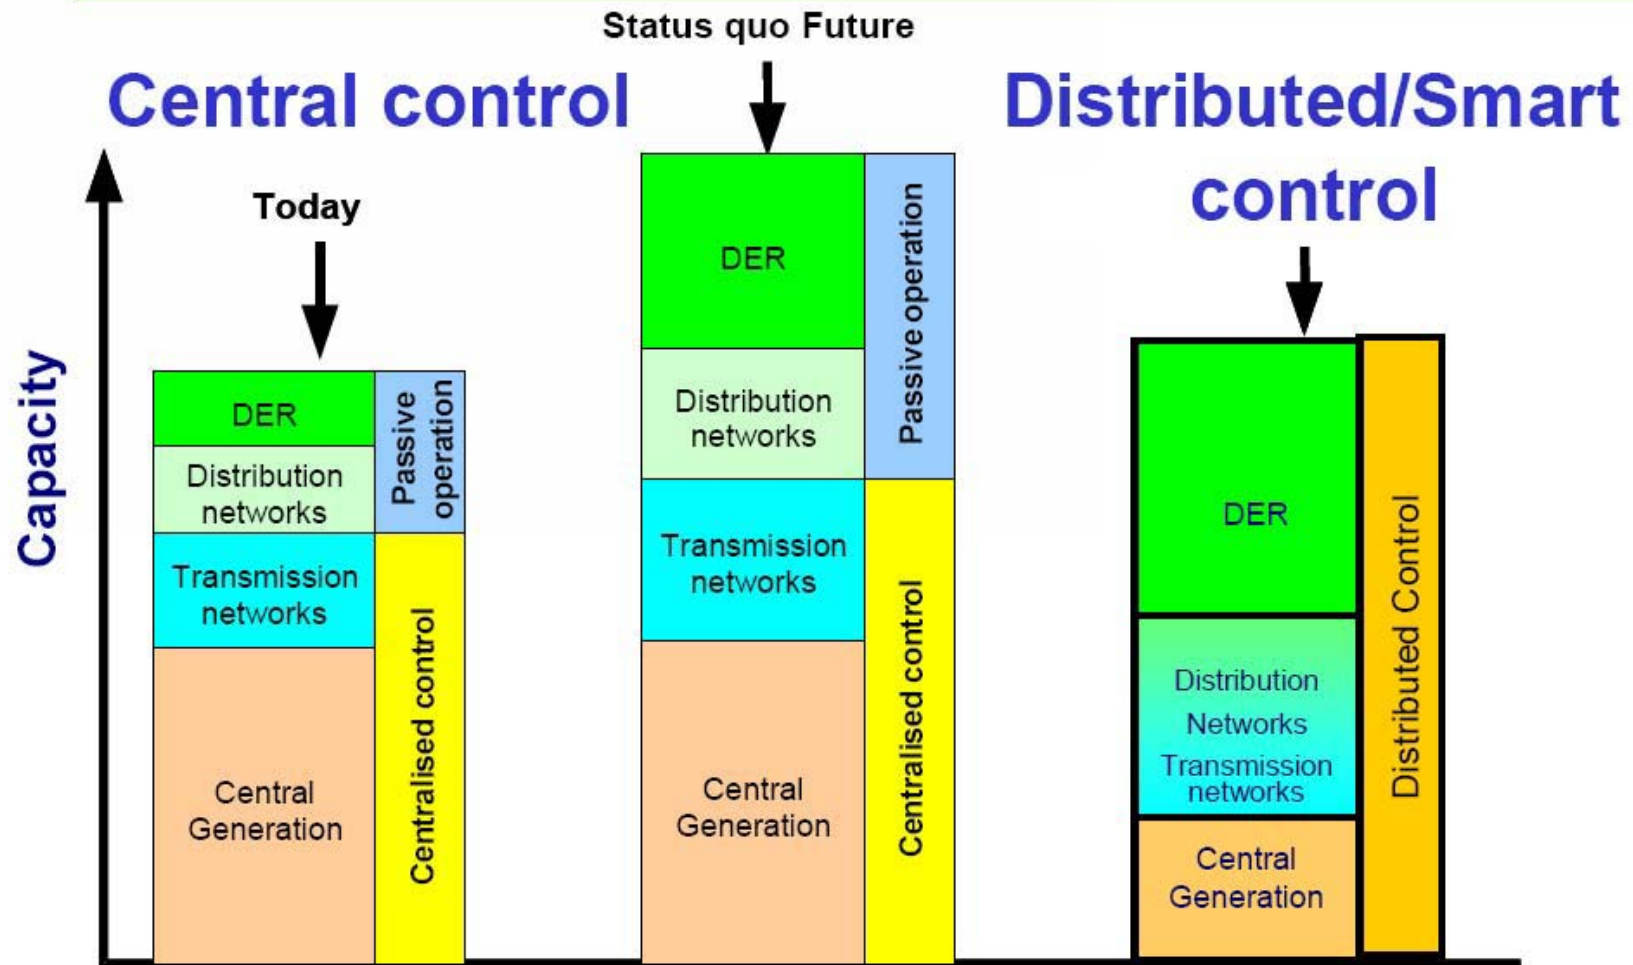 Status quo Future
Central control
Distributed/Smart
control
Today
Capacity
DER
Distribution
networks
Transmission
networks
Central
Generation
Passive
operation
Centralised control
DER
Distribution
networks
Transmission
networks
Central
Generation
Passive operation
Centralised control
DER
Distribution
Networks
Transmission
networks
Central
Generation
Distributed Control